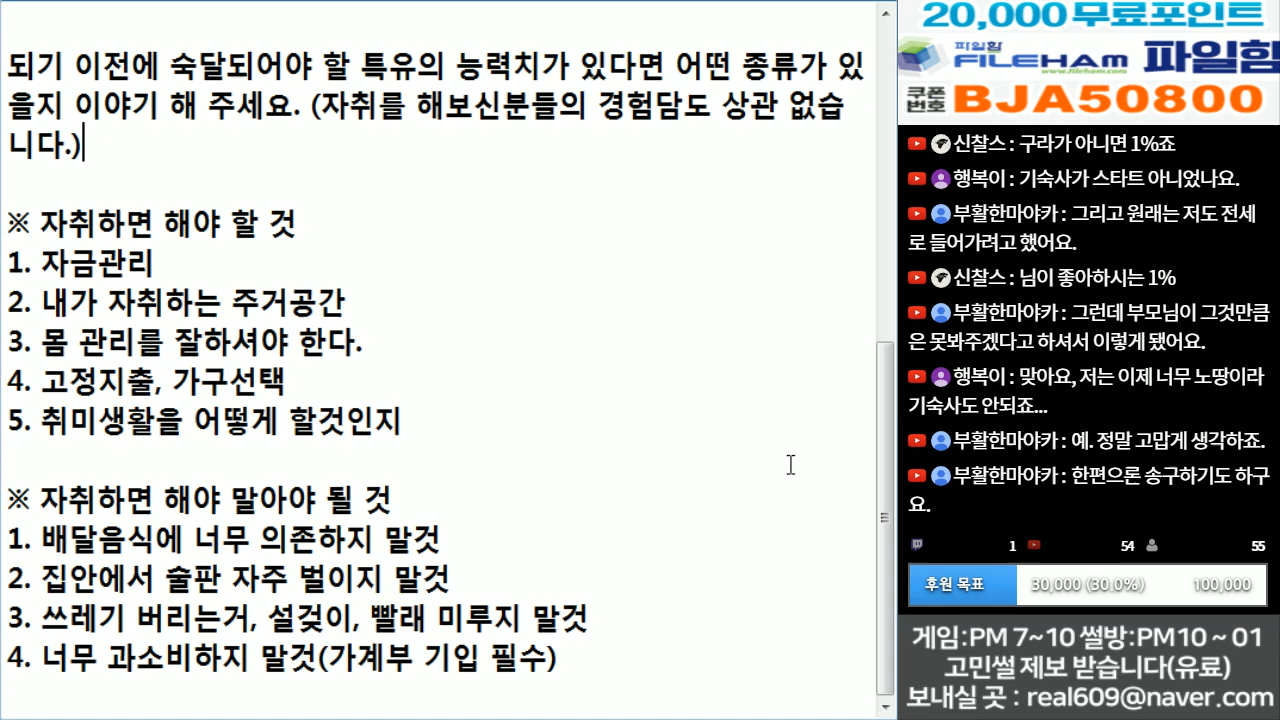 되기 이전에 숙달되어야 할 특유의 능력치가 있다면 어떤 종류가 있
을지 이야기 해 주세요. (자취를 해보신분들의 경험담도 상관 없습
니다.)
※ 자취하면 해야 할 것
1. 자금관리
2. 내가 자취하는 주거공간
3. 몸 관리를 잘하셔야 한다.
4. 고정지출, 가구선택
5. 취미생활을 어떻게 할것인지
※ 자취하면 해야 말아야 될 것
1. 배달음식에 너무 의존하지 말것
2. 집안에서 술판 자주 벌이지 말것
3. 쓰레기 버리는거, 설겆이, 빨래 미루지 말것
4. 너무 과소비하지 말것(가계부 기입 필수)
20,000 무료포인트
파일함
FILEHAM 파일함
www.fileham.com
쿠폰
번호 BJA50800
신찰스 : 구라가 아니면 1%죠
행복이 : 기숙사가 스타트 아니었나요.
부활한마야카 : 그리고 원래는 저도 전세
로 들어가려고 했어요.
신찰스 : 님이 좋아하시는 1%
부활한마야카 : 그런데 부모님이 그것만큼
은 못봐주겠다고 하셔서 이렇게 됐어요.
행복이 : 맞아요, 저는 이제 너무 노땅이라
기숙사도 안되죠...
부활한마야카 : 예. 정말 고맙게 생각하죠.
부활한마야카 : 한편으론 송구하기도 하구
요.
1 54 55
후원 목표 30,000 (30.0%) 100,000
게임:PM 7~10 썰방:PM10 ~ 01
고민썰 제보 받습니다(유료)
보내실 곳 : real609@naver.com